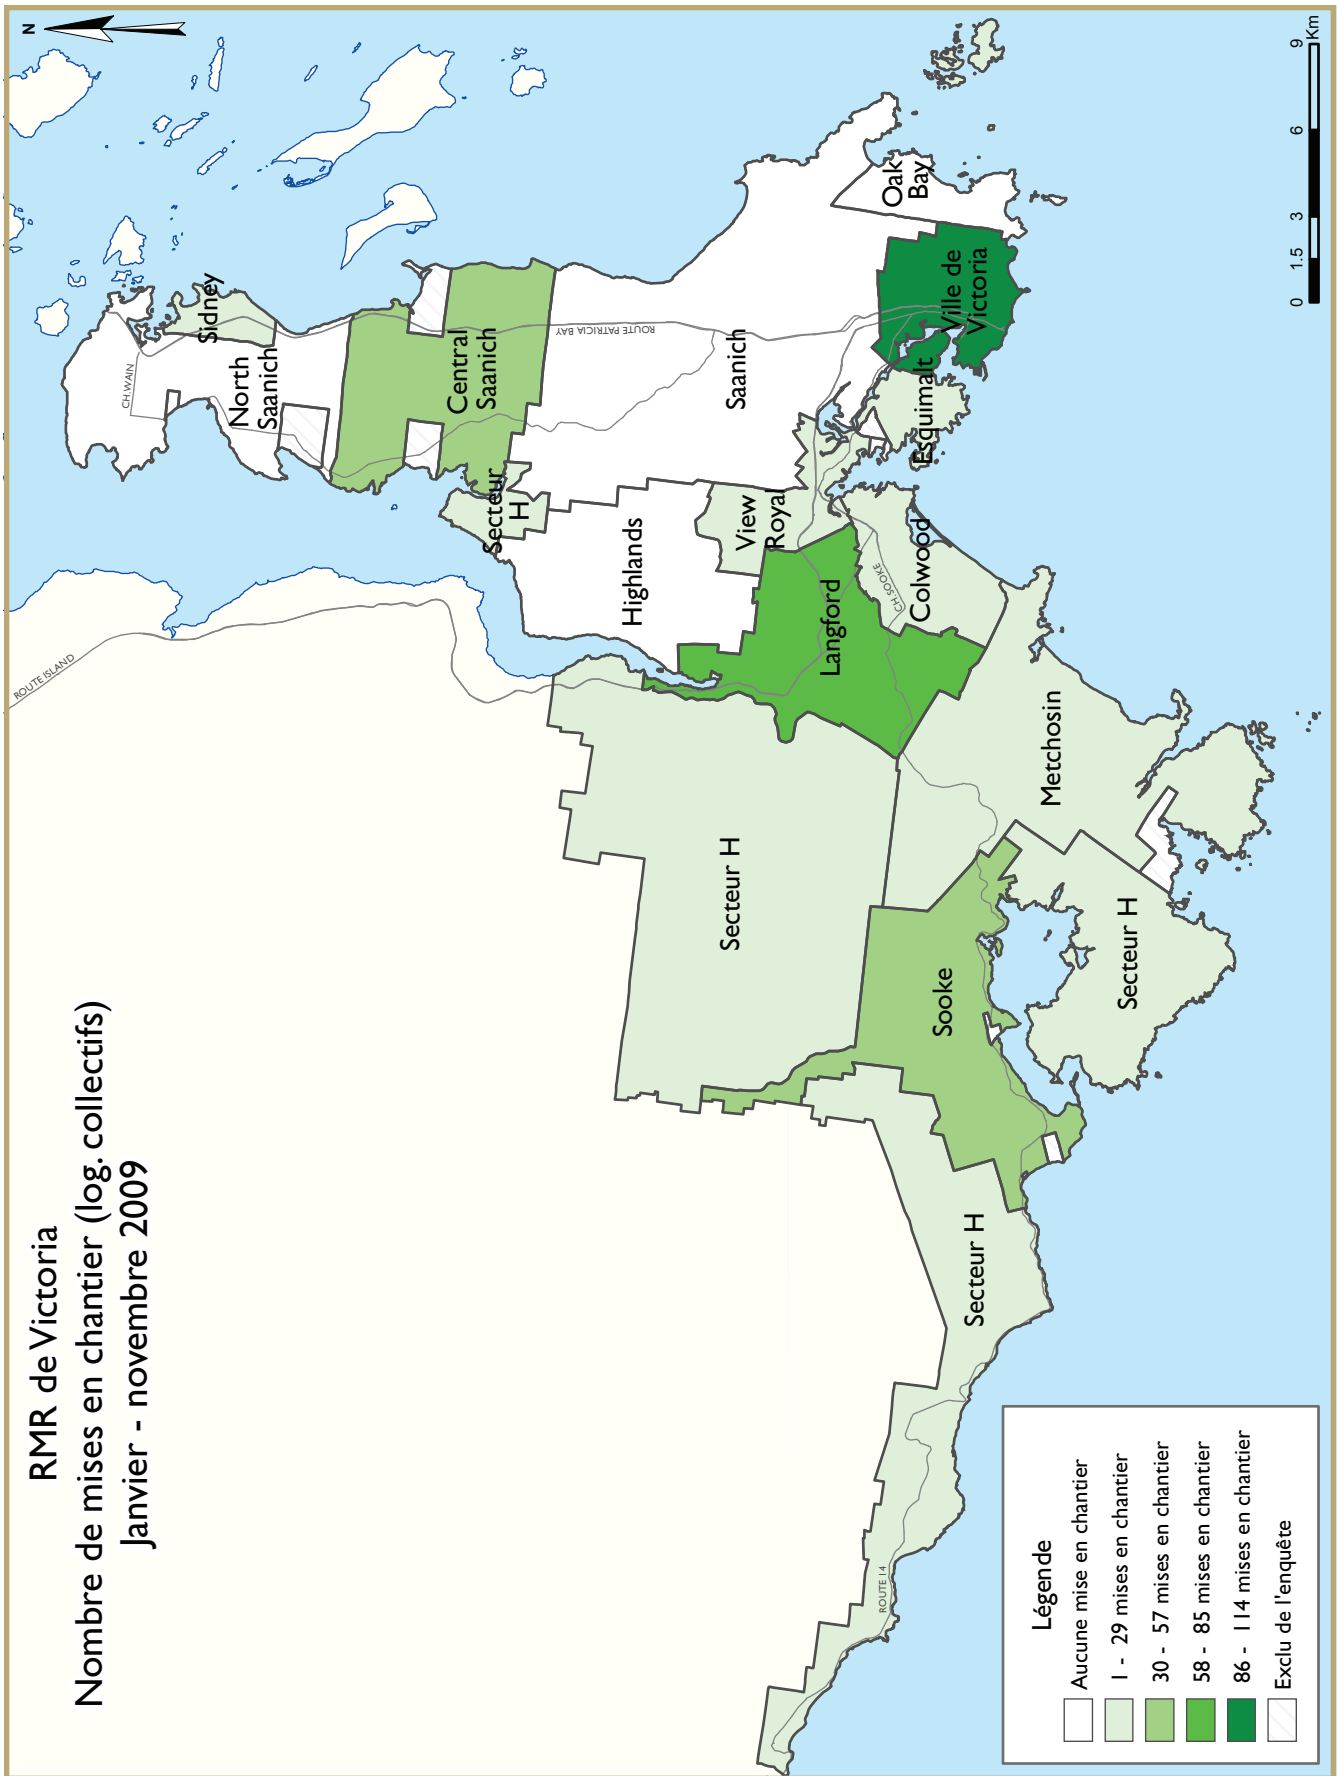 RMR de Victoria
Nombre de mises en chantier (log. collectifs)
Janvier - novembre 2009
N
ROUTE ISLAND
CH.WAIN
Sidney
North
Saanich
Central
Saanich
ROUTE PATRICIA BAY
Saanich
Secteur
H
Highlands
View
Royal
Oak
Bay
Ville de
Victoria
Esquimalt
Colwood
CH.SOOKE
Langford
Metchosin
Secteur H
Sooke
Secteur H
Secteur H
ROUTE 14
Légende
Aucune mise en chantier
1 - 29 mises en chantier
30 - 57 mises en chantier
58 - 85 mises en chantier
86 - 114 mises en chantier
Exclu de l'enquête
0 1.5 3 6 9
Km